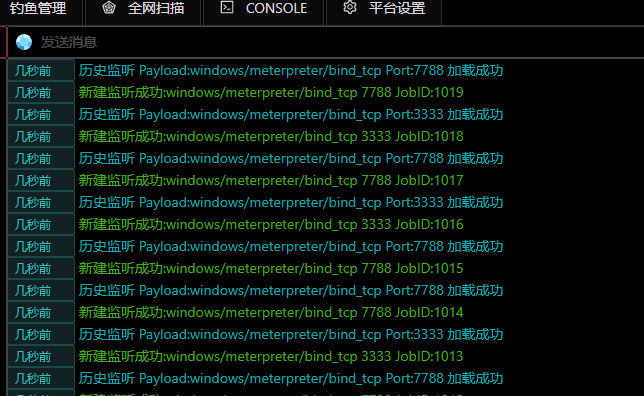 钓鱼管理 全网扫描 CONSOLE 平台设置
发送消息
几秒前 历史监听 Payload:windows/meterpreter/bind_tcp Port:7788 加载成功
几秒前 新建监听成功:windows/meterpreter/bind_tcp 7788 JobID:1019
几秒前 历史监听 Payload:windows/meterpreter/bind_tcp Port:3333 加载成功
几秒前 新建监听成功:windows/meterpreter/bind_tcp 3333 JobID:1018
几秒前 历史监听 Payload:windows/meterpreter/bind_tcp Port:7788 加载成功
几秒前 新建监听成功:windows/meterpreter/bind_tcp 7788 JobID:1017
几秒前 历史监听 Payload:windows/meterpreter/bind_tcp Port:3333 加载成功
几秒前 新建监听成功:windows/meterpreter/bind_tcp 3333 JobID:1016
几秒前 历史监听 Payload:windows/meterpreter/bind_tcp Port:7788 加载成功
几秒前 新建监听成功:windows/meterpreter/bind_tcp 7788 JobID:1015
几秒前 历史监听 Payload:windows/meterpreter/bind_tcp Port:7788 加载成功
几秒前 新建监听成功:windows/meterpreter/bind_tcp 7788 JobID:1014
几秒前 历史监听 Payload:windows/meterpreter/bind_tcp Port:3333 加载成功
几秒前 新建监听成功:windows/meterpreter/bind_tcp 3333 JobID:1013
几秒前 历史监听 Payload:windows/meterpreter/bind_tcp Port:7788 加载成功